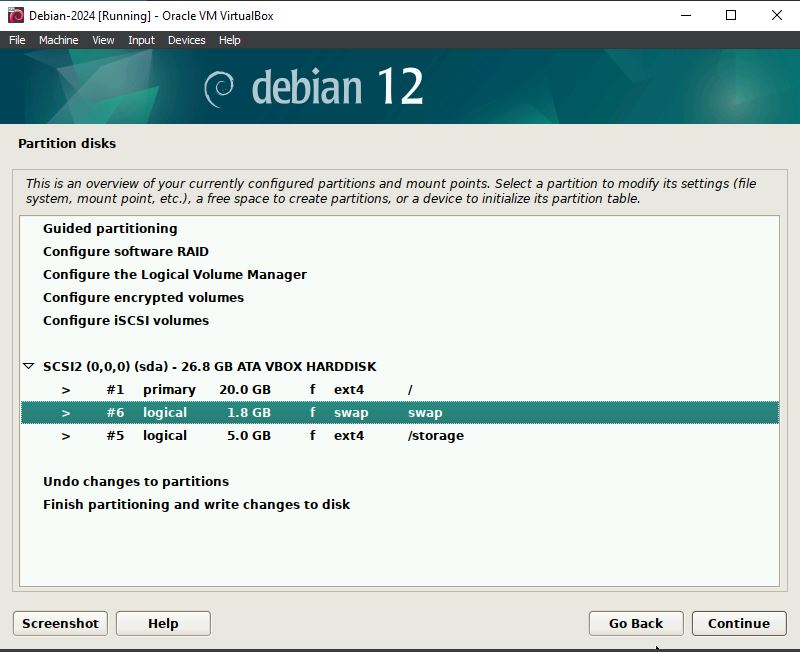 Debian-2024 [Running] - Oracle VM VirtualBox
File Machine View Input Devices Help
debian 12
Partition disks
This is an overview of your currently configured partitions and mount points. Select a partition to modify its settings (file
system, mount point, etc.), a free space to create partitions, or a device to initialize its partition table.
Guided partitioning
Configure software RAID
Configure the Logical Volume Manager
Configure encrypted volumes
Configure iSCSI volumes
SCSI2 (0,0,0) (sda) - 26.8 GB ATA VBOX HARDDISK
> #1 primary 20.0 GB f ext4 /
> #6 logical 1.8 GB f swap swap
> #5 logical 5.0 GB f ext4 /storage
Undo changes to partitions
Finish partitioning and write changes to disk
Screenshot Help Go Back Continue